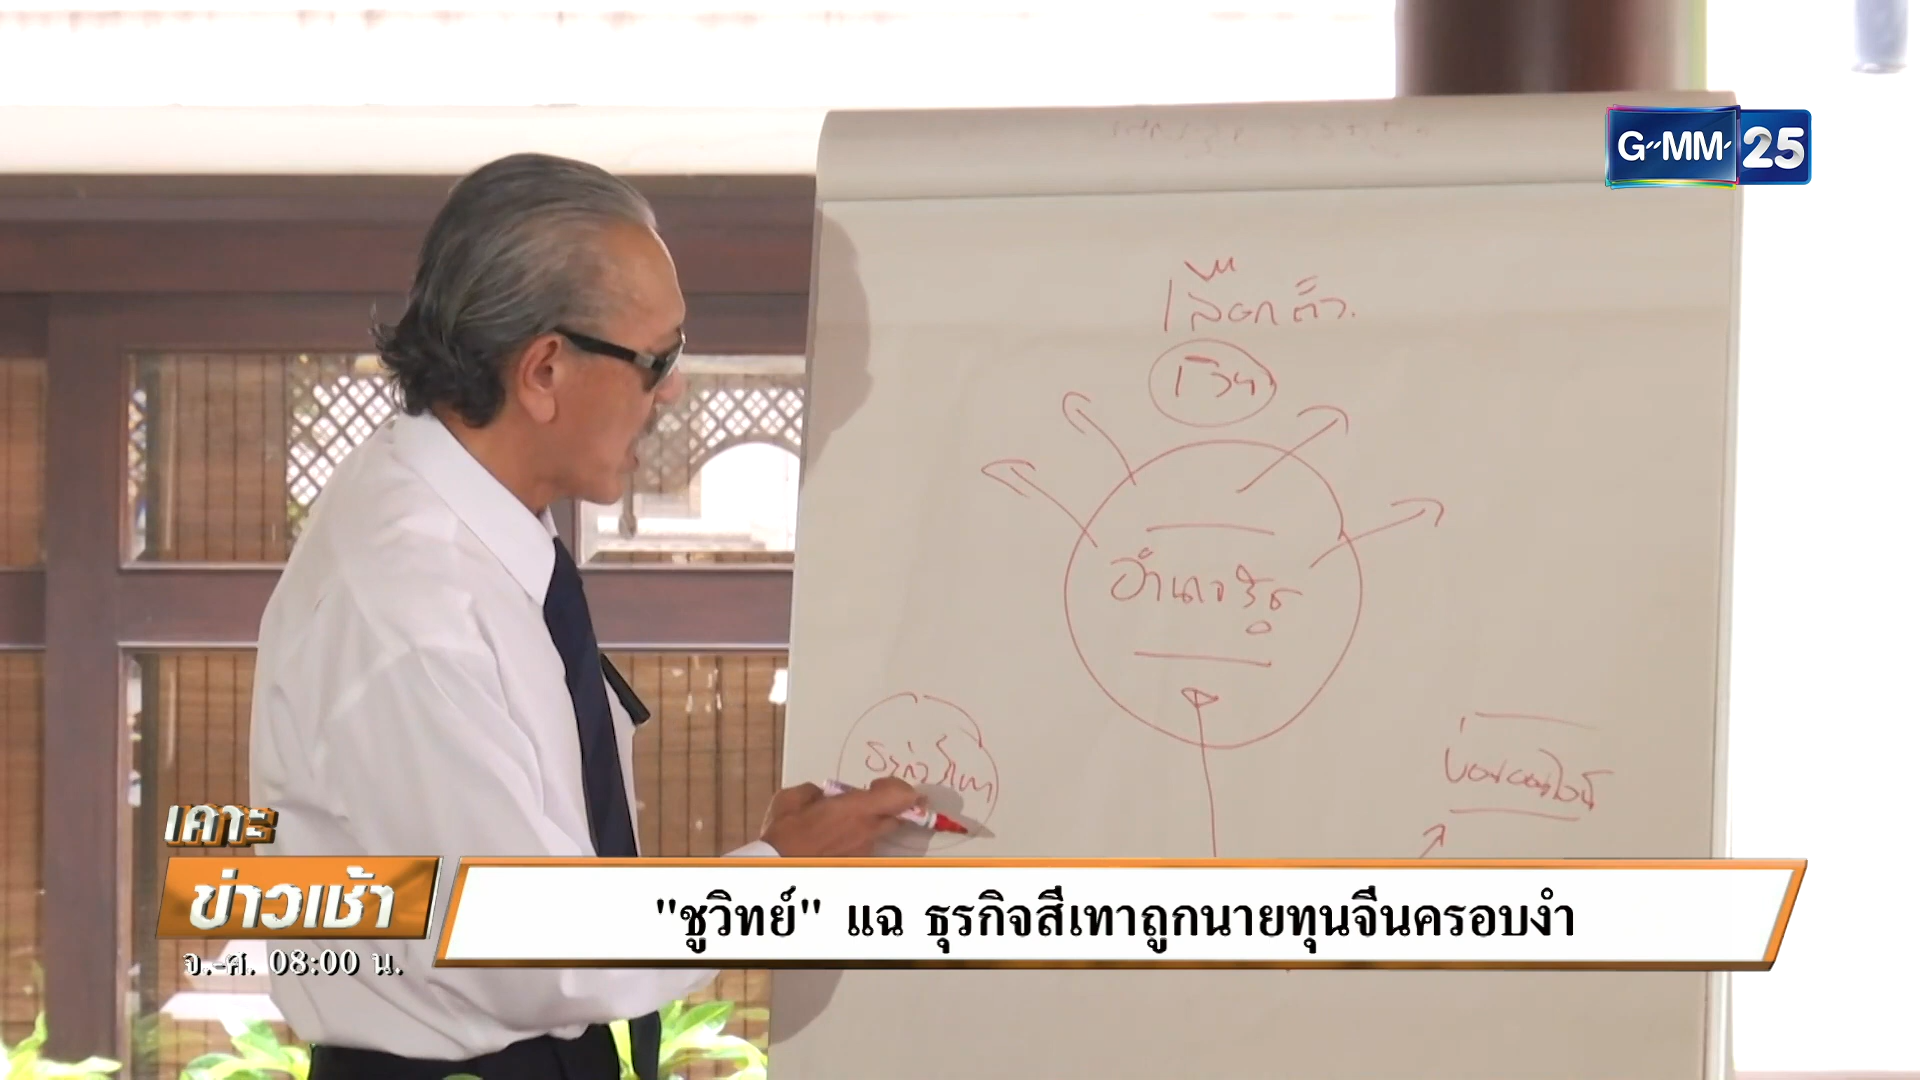 G"MM'
25
เลือกตั้ง
เงิน
อำนาจรัฐ
ธุรกิจสีเทา
บ่อนออนไลน์
เคาะ
ข่าวเช้า
จ.-ศ. 08:00 น.
"ชูวิทย์" แฉ ธุรกิจสีเทาถูกนายทุนจีนครอบงำ